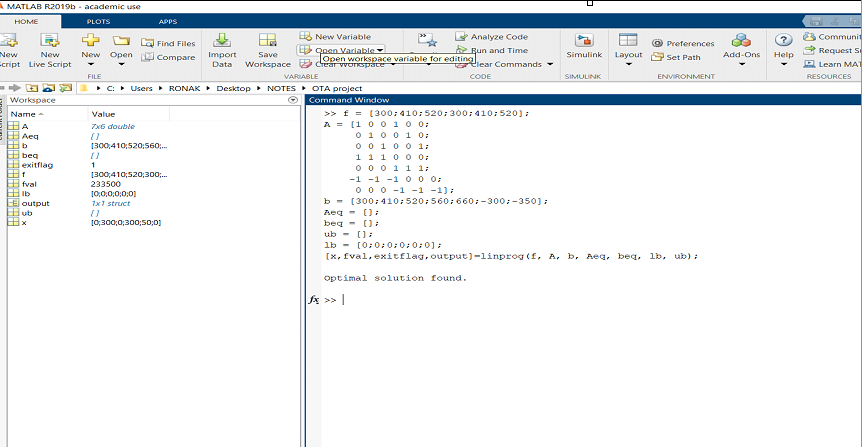 MATLAB R2019b - academic use
HOME PLOTS APPS
New Script
New Live Script
New
Open
Find Files
Compare
Import Data
Save Workspace
New Variable
Open Variable
Open workspace variable for editing
Clear Workspace
Analyze Code
Run and Time
Clear Commands
Simulink
Layout
Preferences
Set Path
Add-Ons
Help
Communit
Request S
Learn MAT
FILE VARIABLE CODE SIMULINK ENVIRONMENT RESOURCES
C: Users RONAK Desktop NOTES OTA project
Workspace
Name Value
A 7x6 double
Aeq []
b [300;410;520;560;...
beq []
exitflag 1
f [300;410;520;300;...
fval 233500
lb [0;0;0;0;0;0]
output 1x1 struct
ub []
x [0;300;0;300;50;0]
Command Window
>> f = [300;410;520;300;410;520];
A = [1 0 0 1 0 0;
0 1 0 0 1 0;
0 0 1 0 0 1;
1 1 1 0 0 0;
0 0 0 1 1 1;
-1 -1 -1 0 0 0;
0 0 0 -1 -1 -1];
b = [300;410;520;560;660;-300;-350];
Aeq = [];
beq = [];
ub = [];
lb = [0;0;0;0;0;0];
[x,fval,exitflag,output]=linprog(f, A, b, Aeq, beq, lb, ub);
Optimal solution found.
fx >>